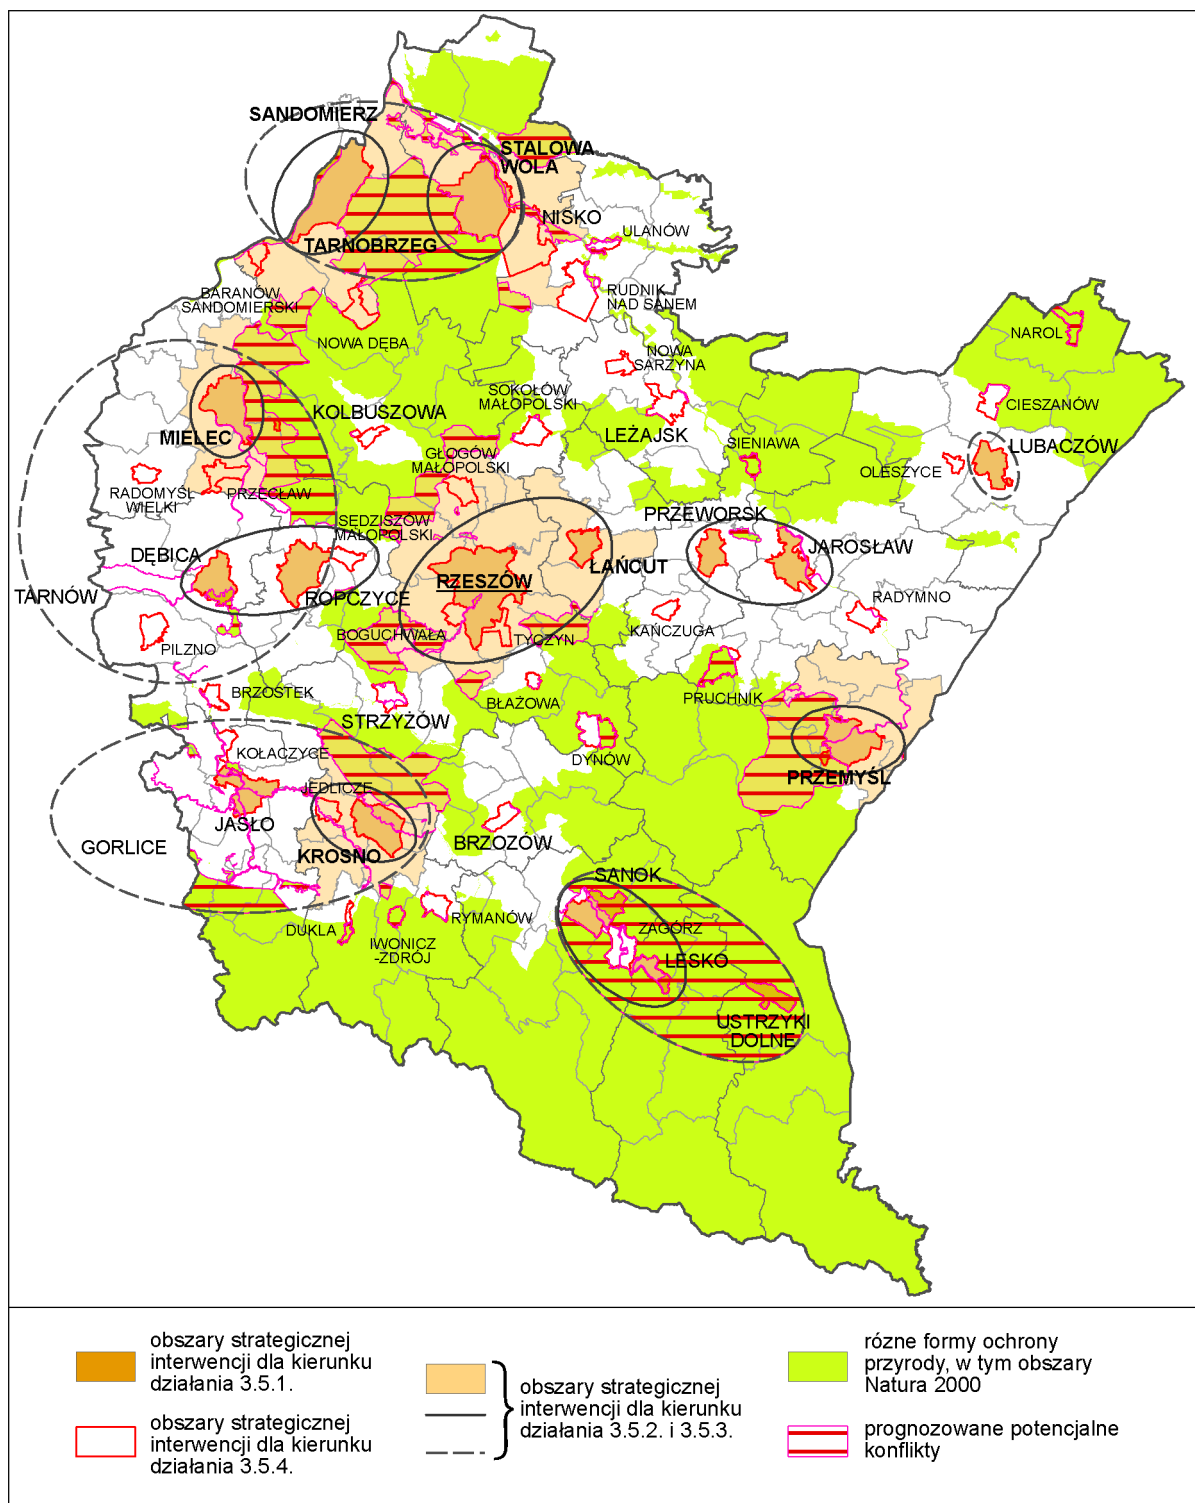 SANDOMIERZ
STALOWA
WOLA
NISKO
ULANÓW
TARNOBRZEG
BARANÓW
SANDOMIERSKI
RUDNIK
NAD SANEM
NOWA DĘBA
NAROL
NOWA
SARZYNA
SOKOŁÓW
MAŁOPOLSKI
CIESZANÓW
KOLBUSZOWA
MIELEC
LEŻAJSK
SIENIAWA
LUBACZÓW
GŁOGÓW
MAŁOPOLSKI
OLESZYCE
RADOMYŚL
WIELKI
PRZECŁAW
SEDZISZÓW
MAŁOPOLSKI
PRZEWORSK
DĘBICA
JAROSŁAW
ŁAŃCUT
RZESZÓW
TARNÓW
ROPCZYCE
RADYMNO
PILZNO
BOGUCHWAŁA
TYCZYN
KAŃCZUGA
BRZOSTEK
BŁAŻOWA
PRUCHNIK
STRZYŻÓW
KOŁACZYCE
DYNÓW
PRZEMYŚL
JEDLICZE
JASŁO
GORLICE
KROSNO
BRZOZÓW
SANOK
DUKLA
IWONICZ
-ZDRÓJ
RYMANÓW
ZAGÓRZ
LESKO
USTRZYKI
DOLNE
obszary strategicznej
interwencji dla kierunku
działania 3.5.1.
obszary strategicznej
interwencji dla kierunku
działania 3.5.4.
obszary strategicznej
interwencji dla kierunku
działania 3.5.2. i 3.5.3.
rózne formy ochrony
przyrody, w tym obszary
Natura 2000
prognozowane potencjalne
konflikty